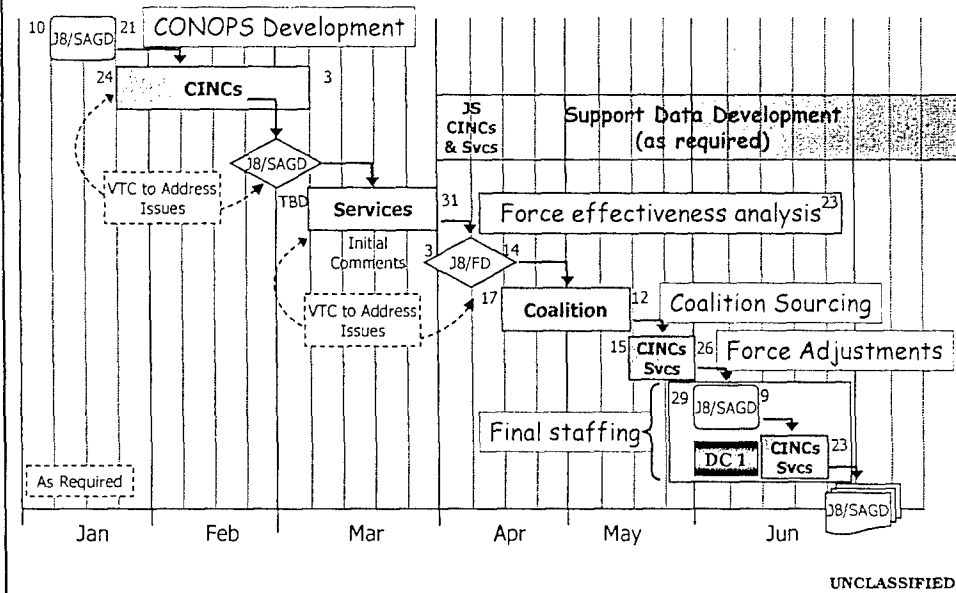 10
J8/SAGD
21
CONOPS Development
24
CINCs
3
JS
CINCs
& Svcs
Support Data Development
(as required)
J8/SAGD
VTC to Address
Issues
TBD
Services
31
Force effectiveness analysis
23
Initial
Comments
3
J8/FD
14
VTC to Address
Issues
17
Coalition
12
Coalition Sourcing
15
CINCs
Svcs
26
Force Adjustments
29
J8/SAGD
9
Final staffing
DC 1
CINCs
Svcs
23
As Required
J8/SAGD
Jan
Feb
Mar
Apr
May
Jun
UNCLASSIFIED